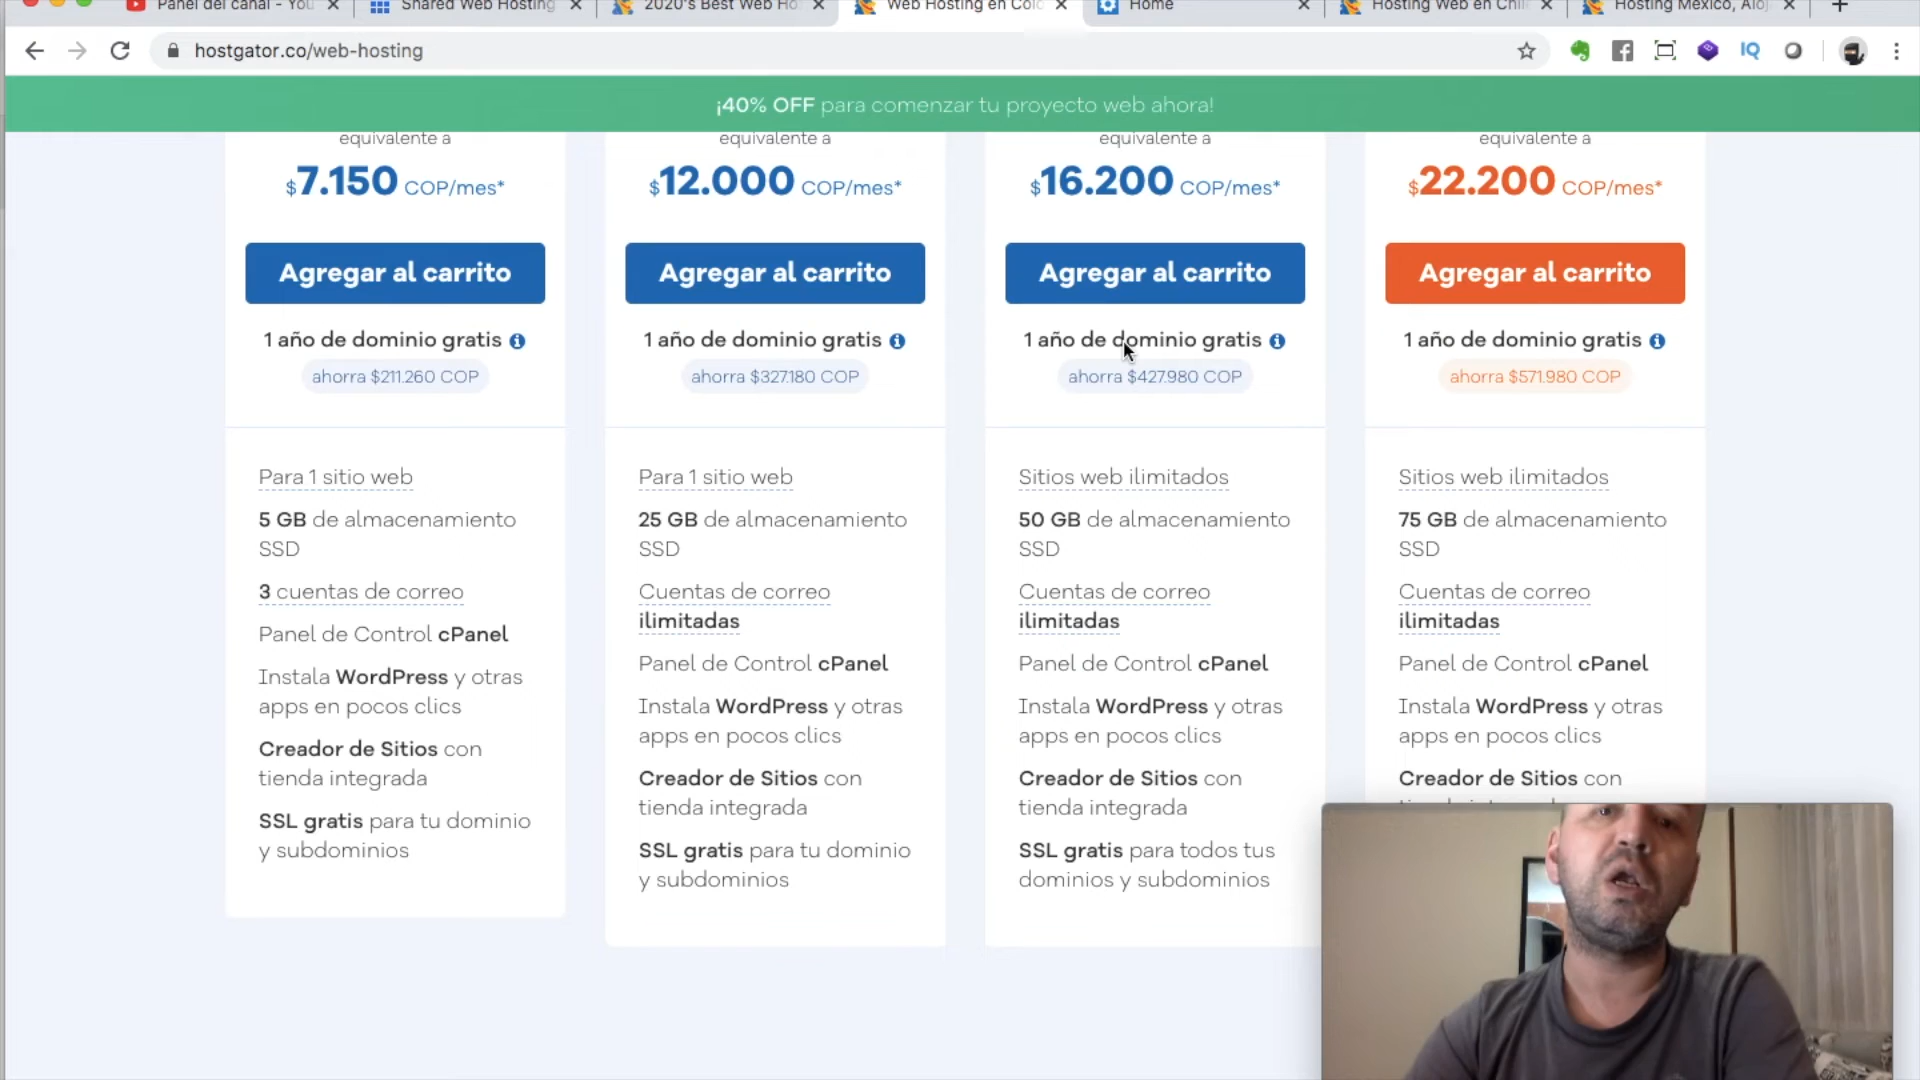 Panel del canal - You
Shared Web Hosting
2020's Best Web Ho
Web Hosting en Colo
Home
Hosting Web en Chil
Hosting Mexico, Aloj
hostgator.co/web-hosting
IQ
¡40% OFF para comenzar tu proyecto web ahora!
equivalente a
$7.150 COP/mes*
Agregar al carrito
1 año de dominio gratis
ahorra $211.260 COP
Para 1 sitio web
5 GB de almacenamiento
SSD
3 cuentas de correo
Panel de Control cPanel
Instala WordPress y otras
apps en pocos clics
Creador de Sitios con
tienda integrada
SSL gratis para tu dominio
y subdominios
equivalente a
$12.000 COP/mes*
Agregar al carrito
1 año de dominio gratis
ahorra $327.180 COP
Para 1 sitio web
25 GB de almacenamiento
SSD
Cuentas de correo
ilimitadas
Panel de Control cPanel
Instala WordPress y otras
apps en pocos clics
Creador de Sitios con
tienda integrada
SSL gratis para tu dominio
y subdominios
equivalente a
$16.200 COP/mes*
Agregar al carrito
1 año de dominio gratis
ahorra $427.980 COP
Sitios web ilimitados
50 GB de almacenamiento
SSD
Cuentas de correo
ilimitadas
Panel de Control cPanel
Instala WordPress y otras
apps en pocos clics
Creador de Sitios con
tienda integrada
SSL gratis para todos tus
dominios y subdominios
equivalente a
$22.200 COP/mes*
Agregar al carrito
1 año de dominio gratis
ahorra $571.980 COP
Sitios web ilimitados
75 GB de almacenamiento
SSD
Cuentas de correo
ilimitadas
Panel de Control cPanel
Instala WordPress y otras
apps en pocos clics
Creador de Sitios con